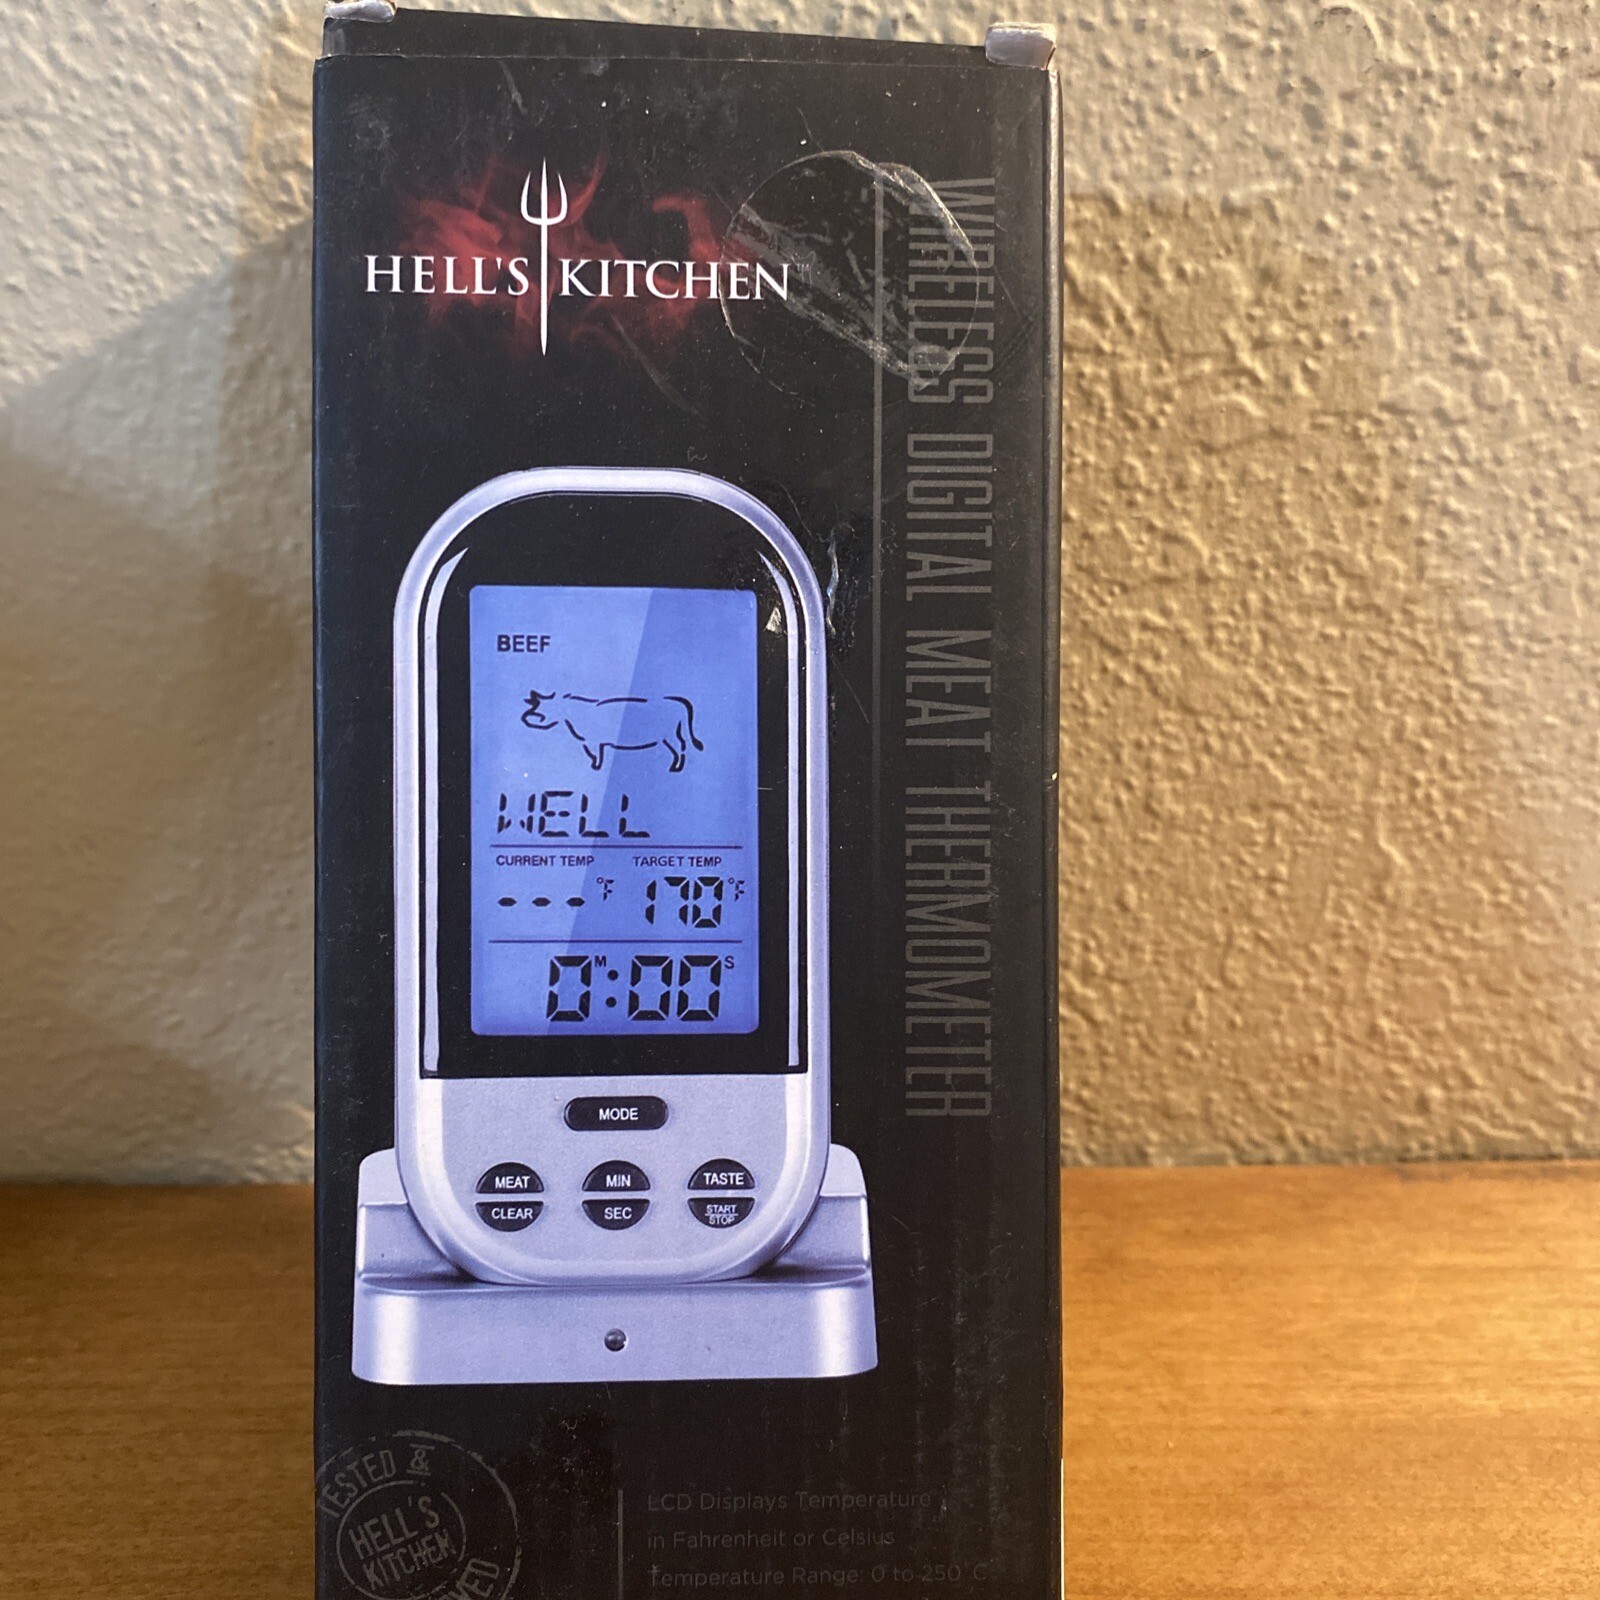 HELL'S KITCHEN™
WIRELESS DIGITAL MEAT THERMOMETER
BEEF
WELL
CURRENT TEMP TARGET TEMP
---°F 170°F
0M:00S
MODE
MEAT MIN TASTE
CLEAR SEC START STOP
TESTED &
HELL'S
KITCHEN
LCD Displays Temperature
in Fahrenheit or Celsius
Temperature Range: 0 to 250°C